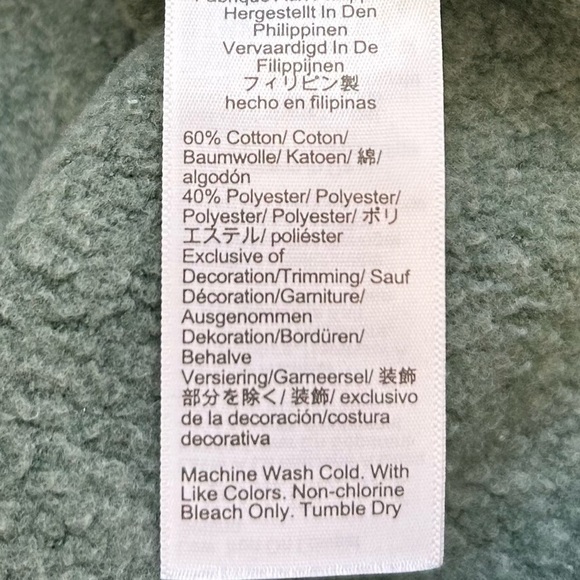 Hergestellt In Den
Philippinen
Vervaardigd In De
Filippijnen
フィリピン製
hecho en filipinas
60% Cotton/ Coton/
Baumwolle/ Katoen/ 綿/
algodón
40% Polyester/ Polyester/
Polyester/ Polyester/ ポリ
エステル/ poliéster
Exclusive of
Decoration/Trimming/ Sauf
Décoration/Garniture/
Ausgenommen
Dekoration/Bordüren/
Behalve
Versiering/Garneersel/ 装飾
部分を除く/ 装飾/ exclusivo
de la decoración/costura
decorativa
Machine Wash Cold. With
Like Colors. Non-chlorine
Bleach Only. Tumble Dry